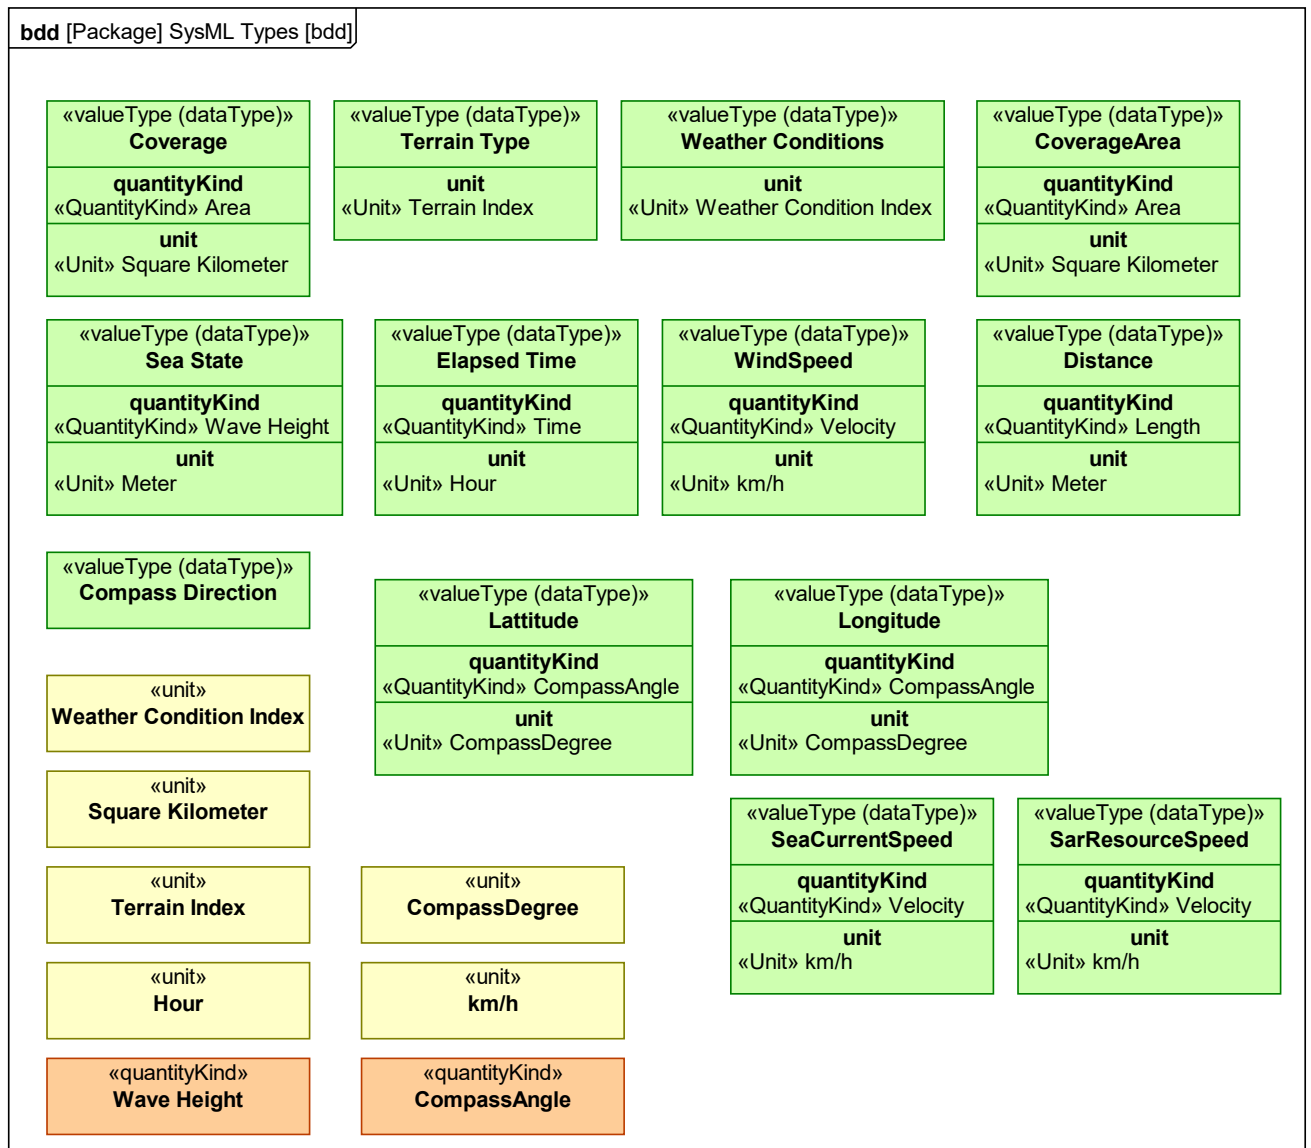 bdd [Package] SysML Types [bdd]
«valueType (dataType)»
Coverage
quantityKind
«QuantityKind» Area
unit
«Unit» Square Kilometer
«valueType (dataType)»
Terrain Type
unit
«Unit» Terrain Index
«valueType (dataType)»
Weather Conditions
unit
«Unit» Weather Condition Index
«valueType (dataType)»
CoverageArea
quantityKind
«QuantityKind» Area
unit
«Unit» Square Kilometer
«valueType (dataType)»
Sea State
quantityKind
«QuantityKind» Wave Height
unit
«Unit» Meter
«valueType (dataType)»
Elapsed Time
quantityKind
«QuantityKind» Time
unit
«Unit» Hour
«valueType (dataType)»
WindSpeed
quantityKind
«QuantityKind» Velocity
unit
«Unit» km/h
«valueType (dataType)»
Distance
quantityKind
«QuantityKind» Length
unit
«Unit» Meter
«valueType (dataType)»
Compass Direction
«valueType (dataType)»
Lattitude
quantityKind
«QuantityKind» CompassAngle
unit
«Unit» CompassDegree
«valueType (dataType)»
Longitude
quantityKind
«QuantityKind» CompassAngle
unit
«Unit» CompassDegree
«unit»
Weather Condition Index
«unit»
Square Kilometer
«valueType (dataType)»
SeaCurrentSpeed
quantityKind
«QuantityKind» Velocity
unit
«Unit» km/h
«valueType (dataType)»
SarResourceSpeed
quantityKind
«QuantityKind» Velocity
unit
«Unit» km/h
«unit»
Terrain Index
«unit»
CompassDegree
«unit»
Hour
«unit»
km/h
«quantityKind»
Wave Height
«quantityKind»
CompassAngle